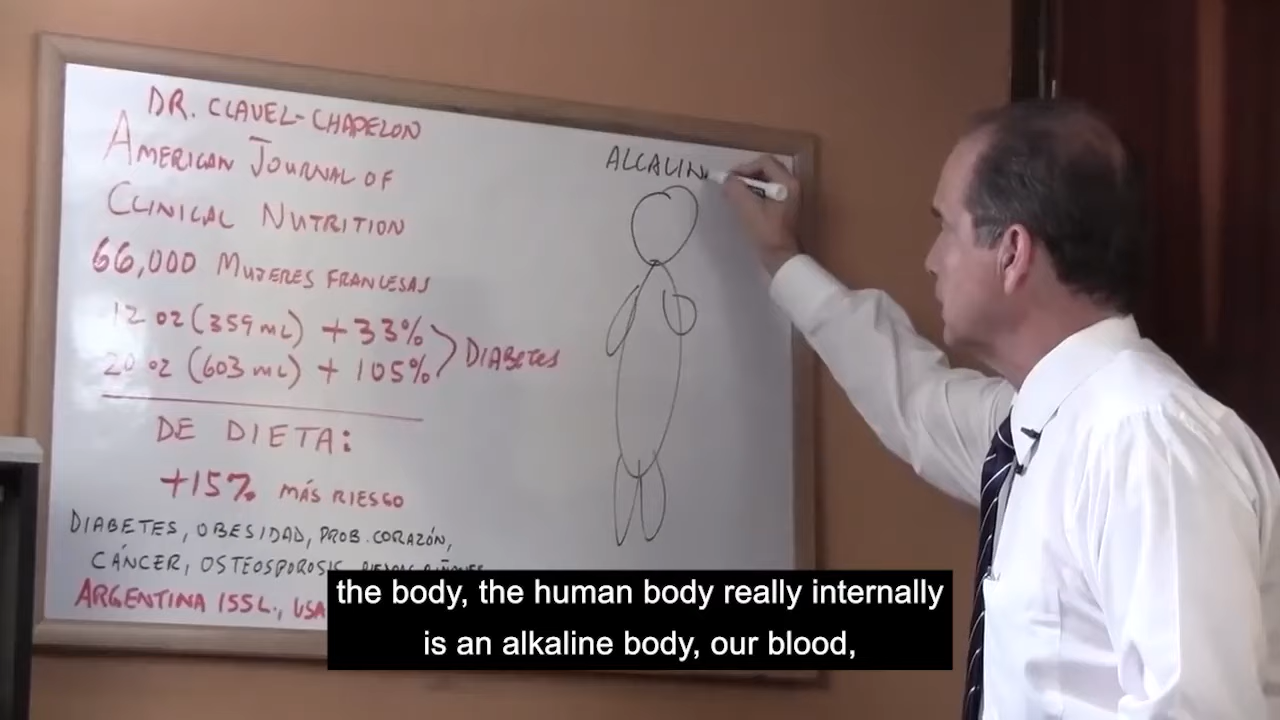 DR. CLAVEL-CHAPELON
AMERICAN JOURNAL OF
CLINICAL NUTRITION
66,000 MUJERES FRANCESAS
12 OZ (359 ML) + 33%
20 OZ (603 ML) + 105%
DIABETES
DE DIETA:
+15% MÁS RIESGO
DIABETES, OBESIDAD, PROB. CORAZÓN,
CÁNCER, OSTEOSPOROSIS,
ARGENTINA 155L., USA
ALCALIN
the body, the human body really internally
is an alkaline body, our blood,